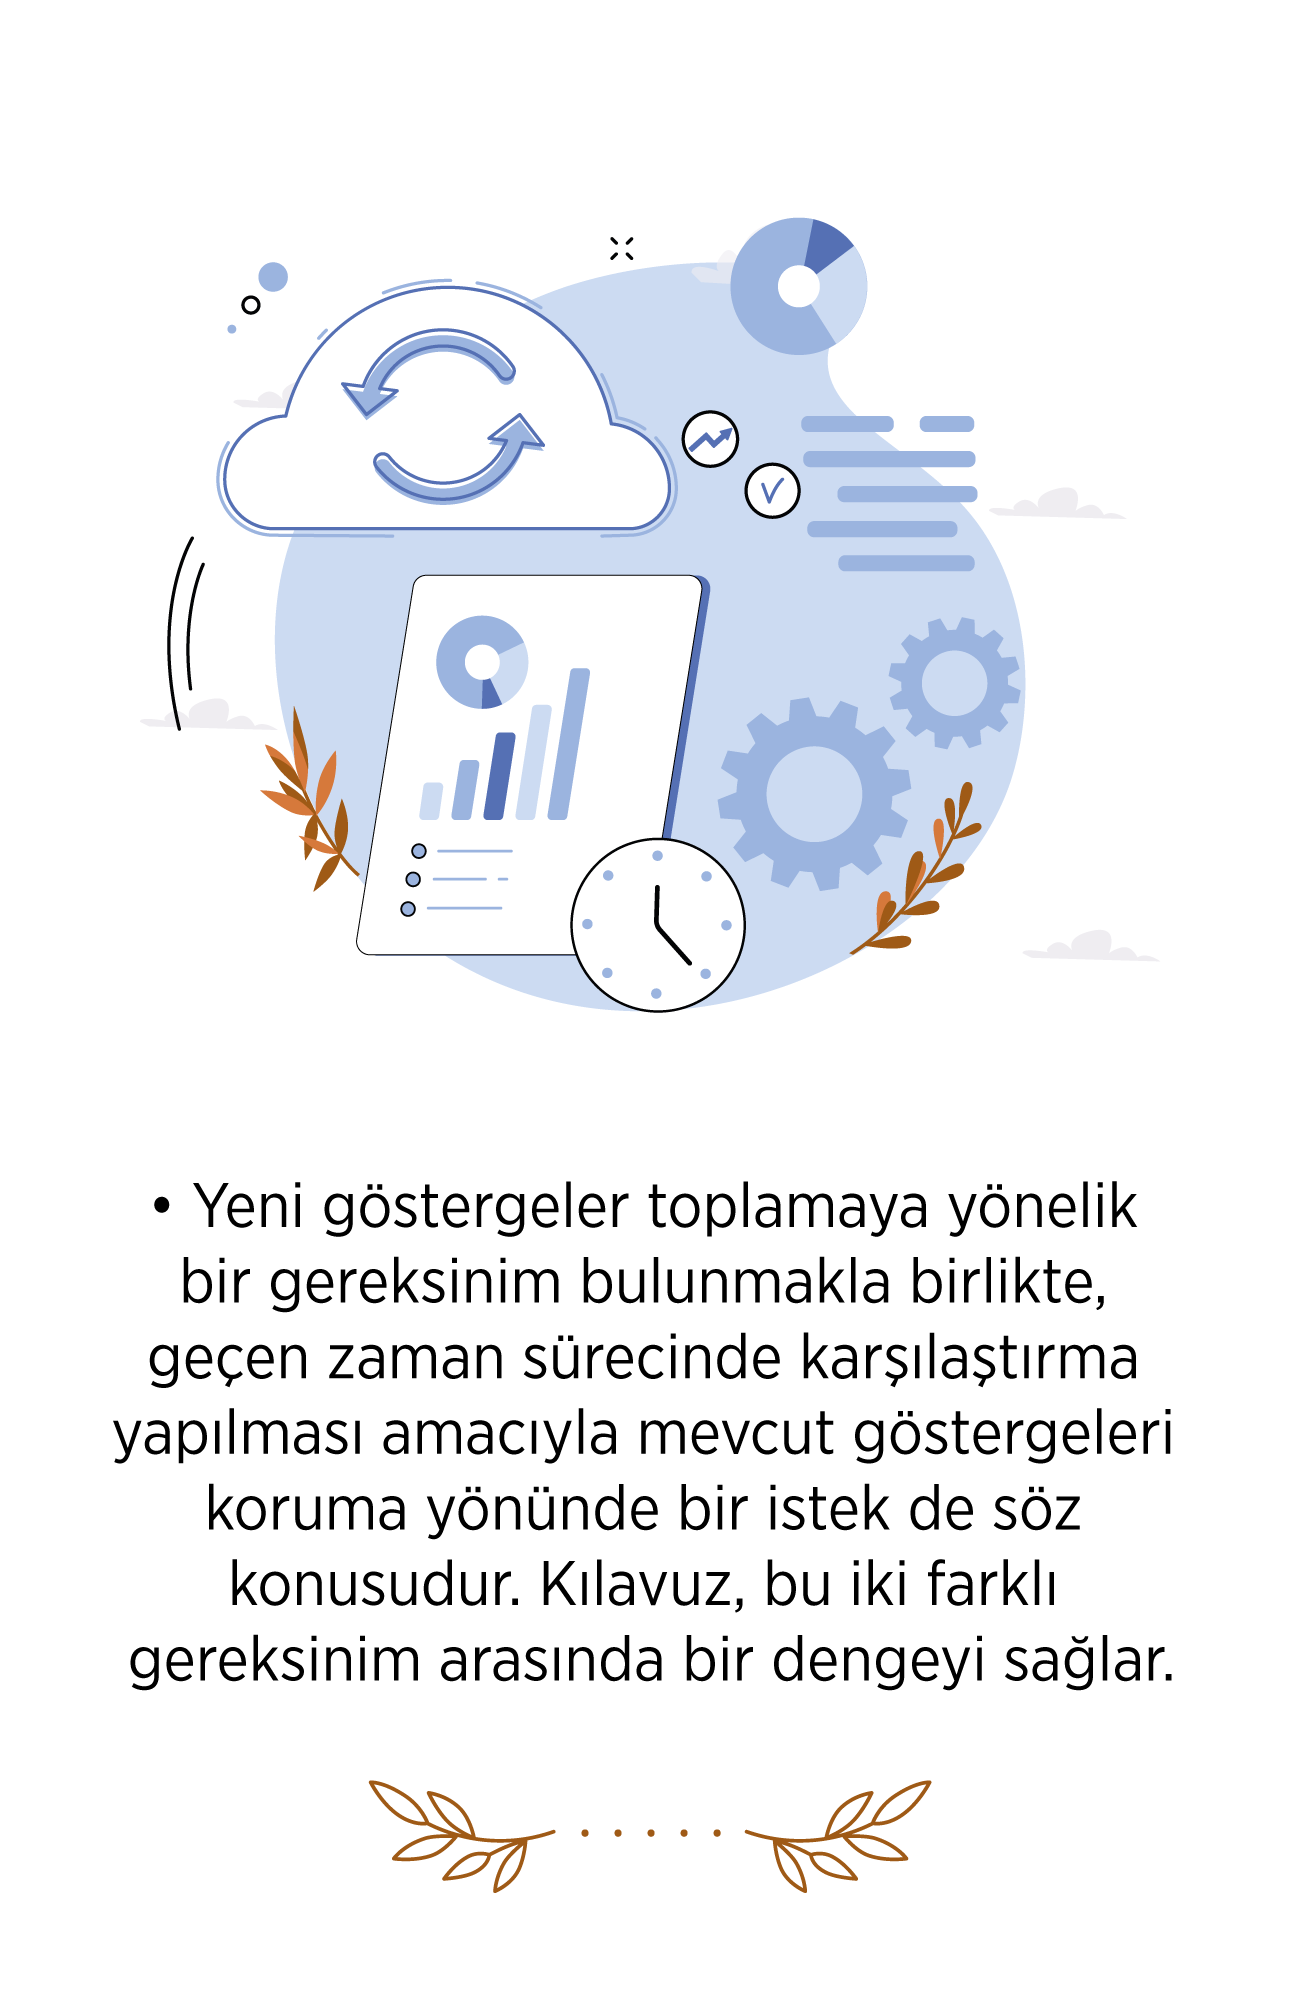 • Yeni göstergeler toplamaya yönelik
bir gereksinim bulunmakla birlikte,
geçen zaman sürecinde karşılaştırma
yapılması amacıyla mevcut göstergeleri
koruma yönünde bir istek de söz
konusudur. Kılavuz, bu iki farklı
gereksinim arasında bir dengeyi sağlar.